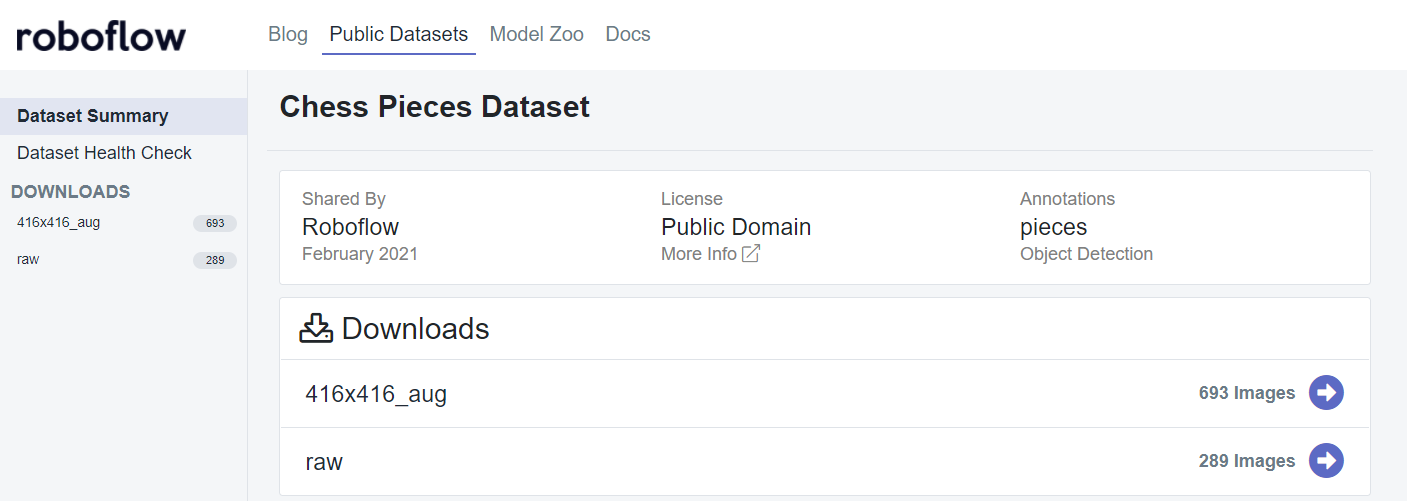 roboflow
Blog Public Datasets Model Zoo Docs
Dataset Summary
Dataset Health Check
DOWNLOADS
416x416_aug 693
raw 289
Chess Pieces Dataset
Shared By
Roboflow
February 2021
License
Public Domain
More Info
Annotations
pieces
Object Detection
Downloads
416x416_aug 693 Images
raw 289 Images